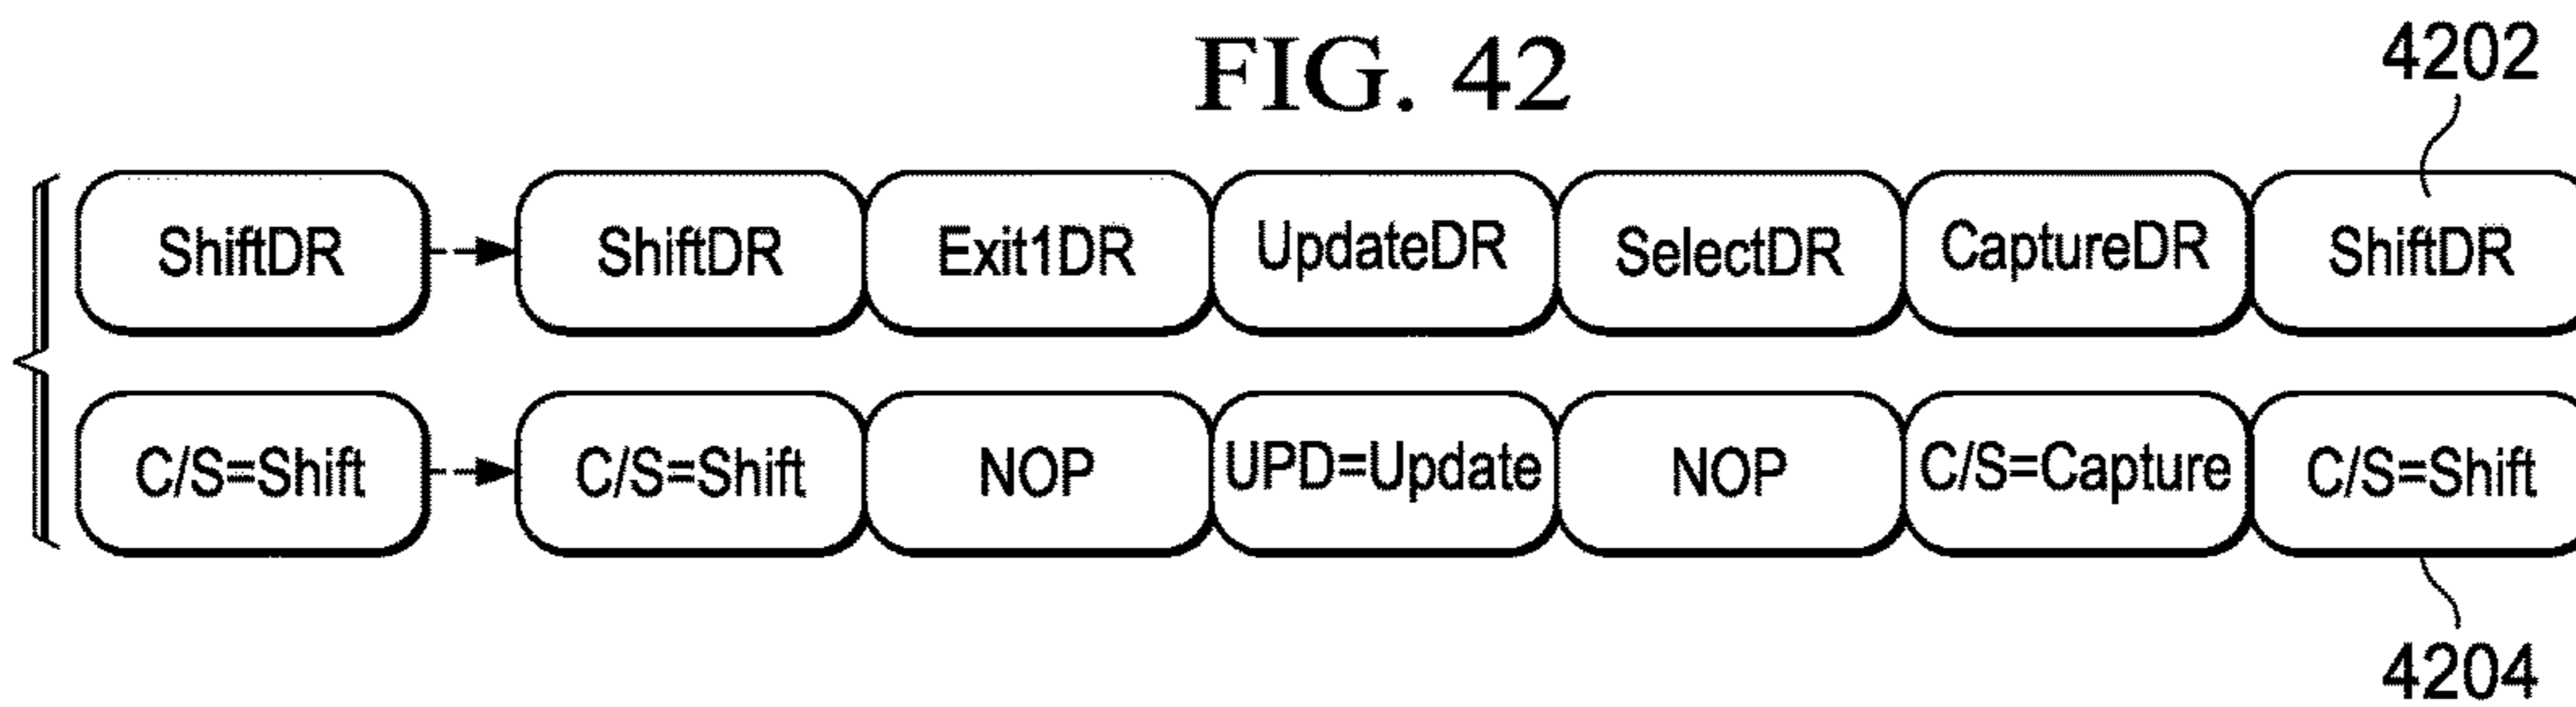 FIG. 42
4202
ShiftDR ShiftDR Exit1DR UpdateDR SelectDR CaptureDR ShiftDR
C/S=Shift C/S=Shift NOP UPD=Update NOP C/S=Capture C/S=Shift
4204